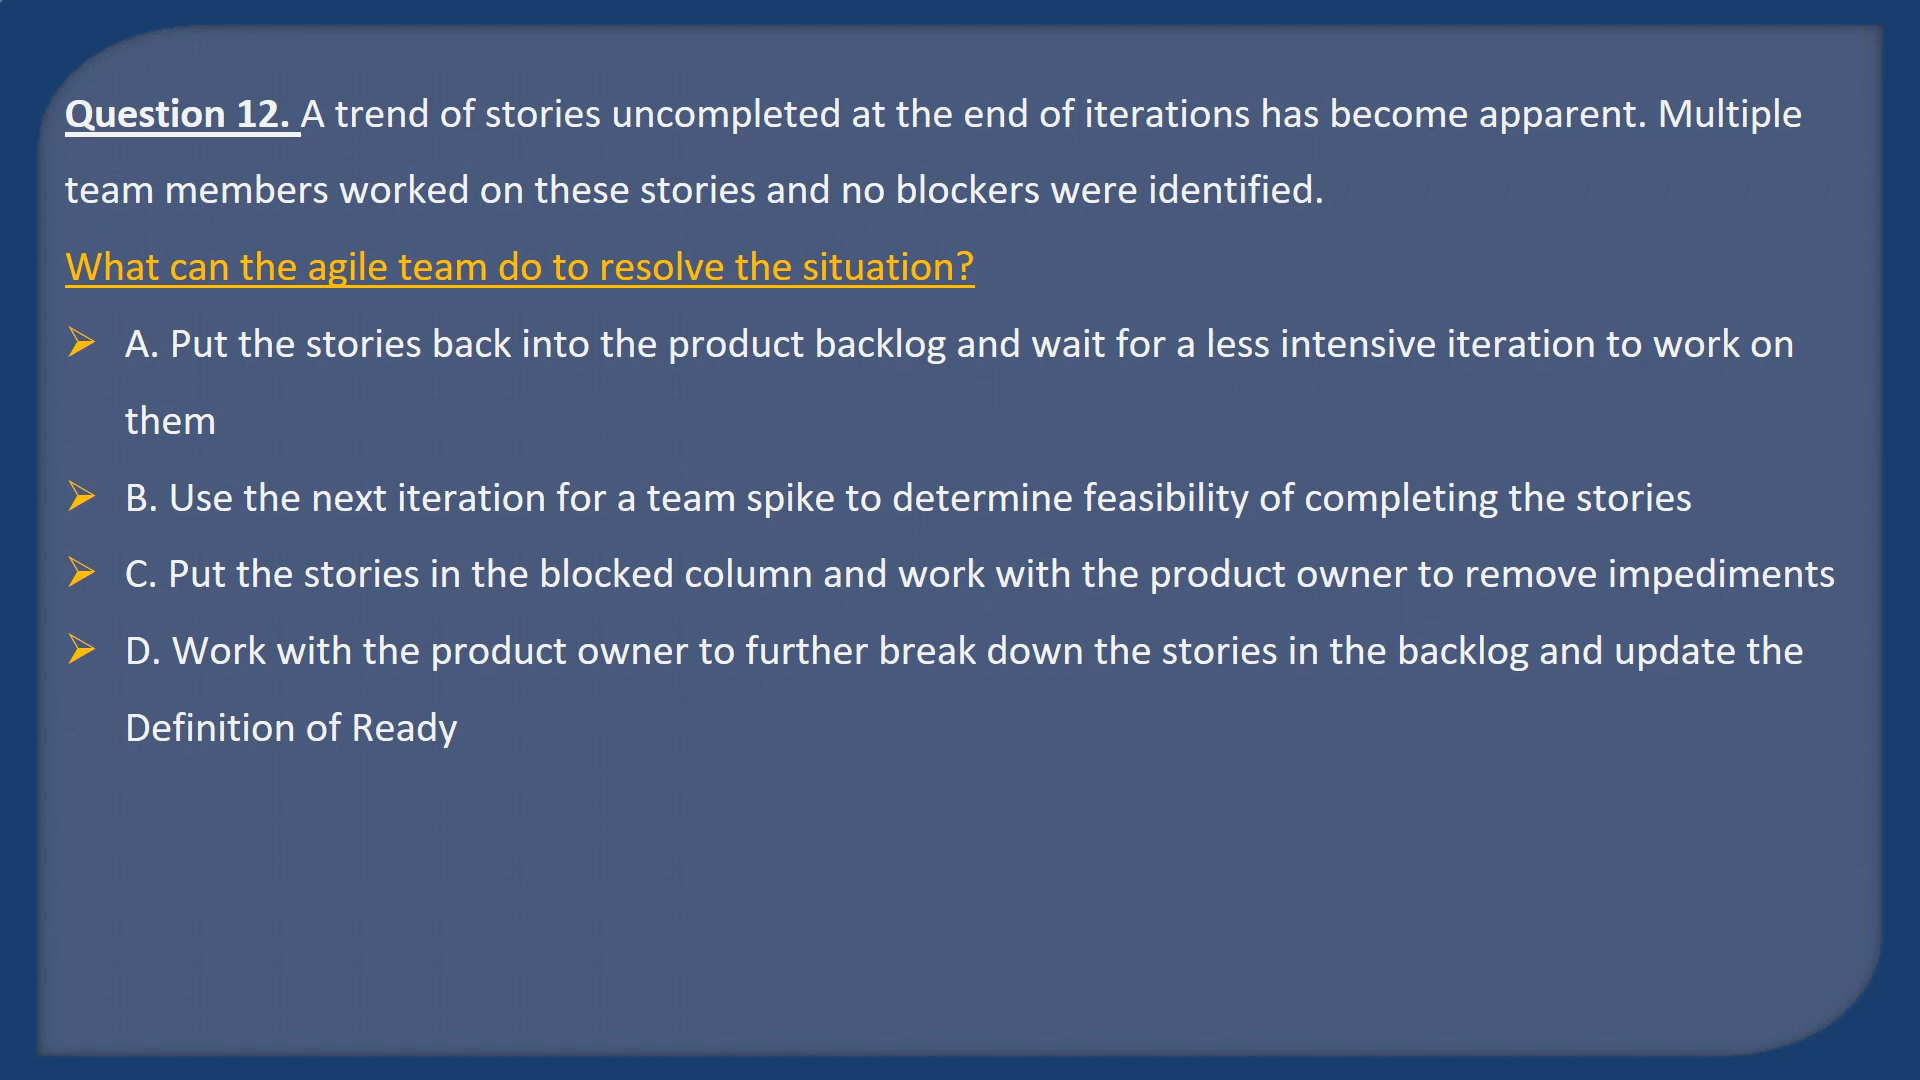 Question 12. A trend of stories uncompleted at the end of iterations has become apparent. Multiple
team members worked on these stories and no blockers were identified.
What can the agile team do to resolve the situation?
➢ A. Put the stories back into the product backlog and wait for a less intensive iteration to work on
them
➢ B. Use the next iteration for a team spike to determine feasibility of completing the stories
➢ C. Put the stories in the blocked column and work with the product owner to remove impediments
➢ D. Work with the product owner to further break down the stories in the backlog and update the
Definition of Ready